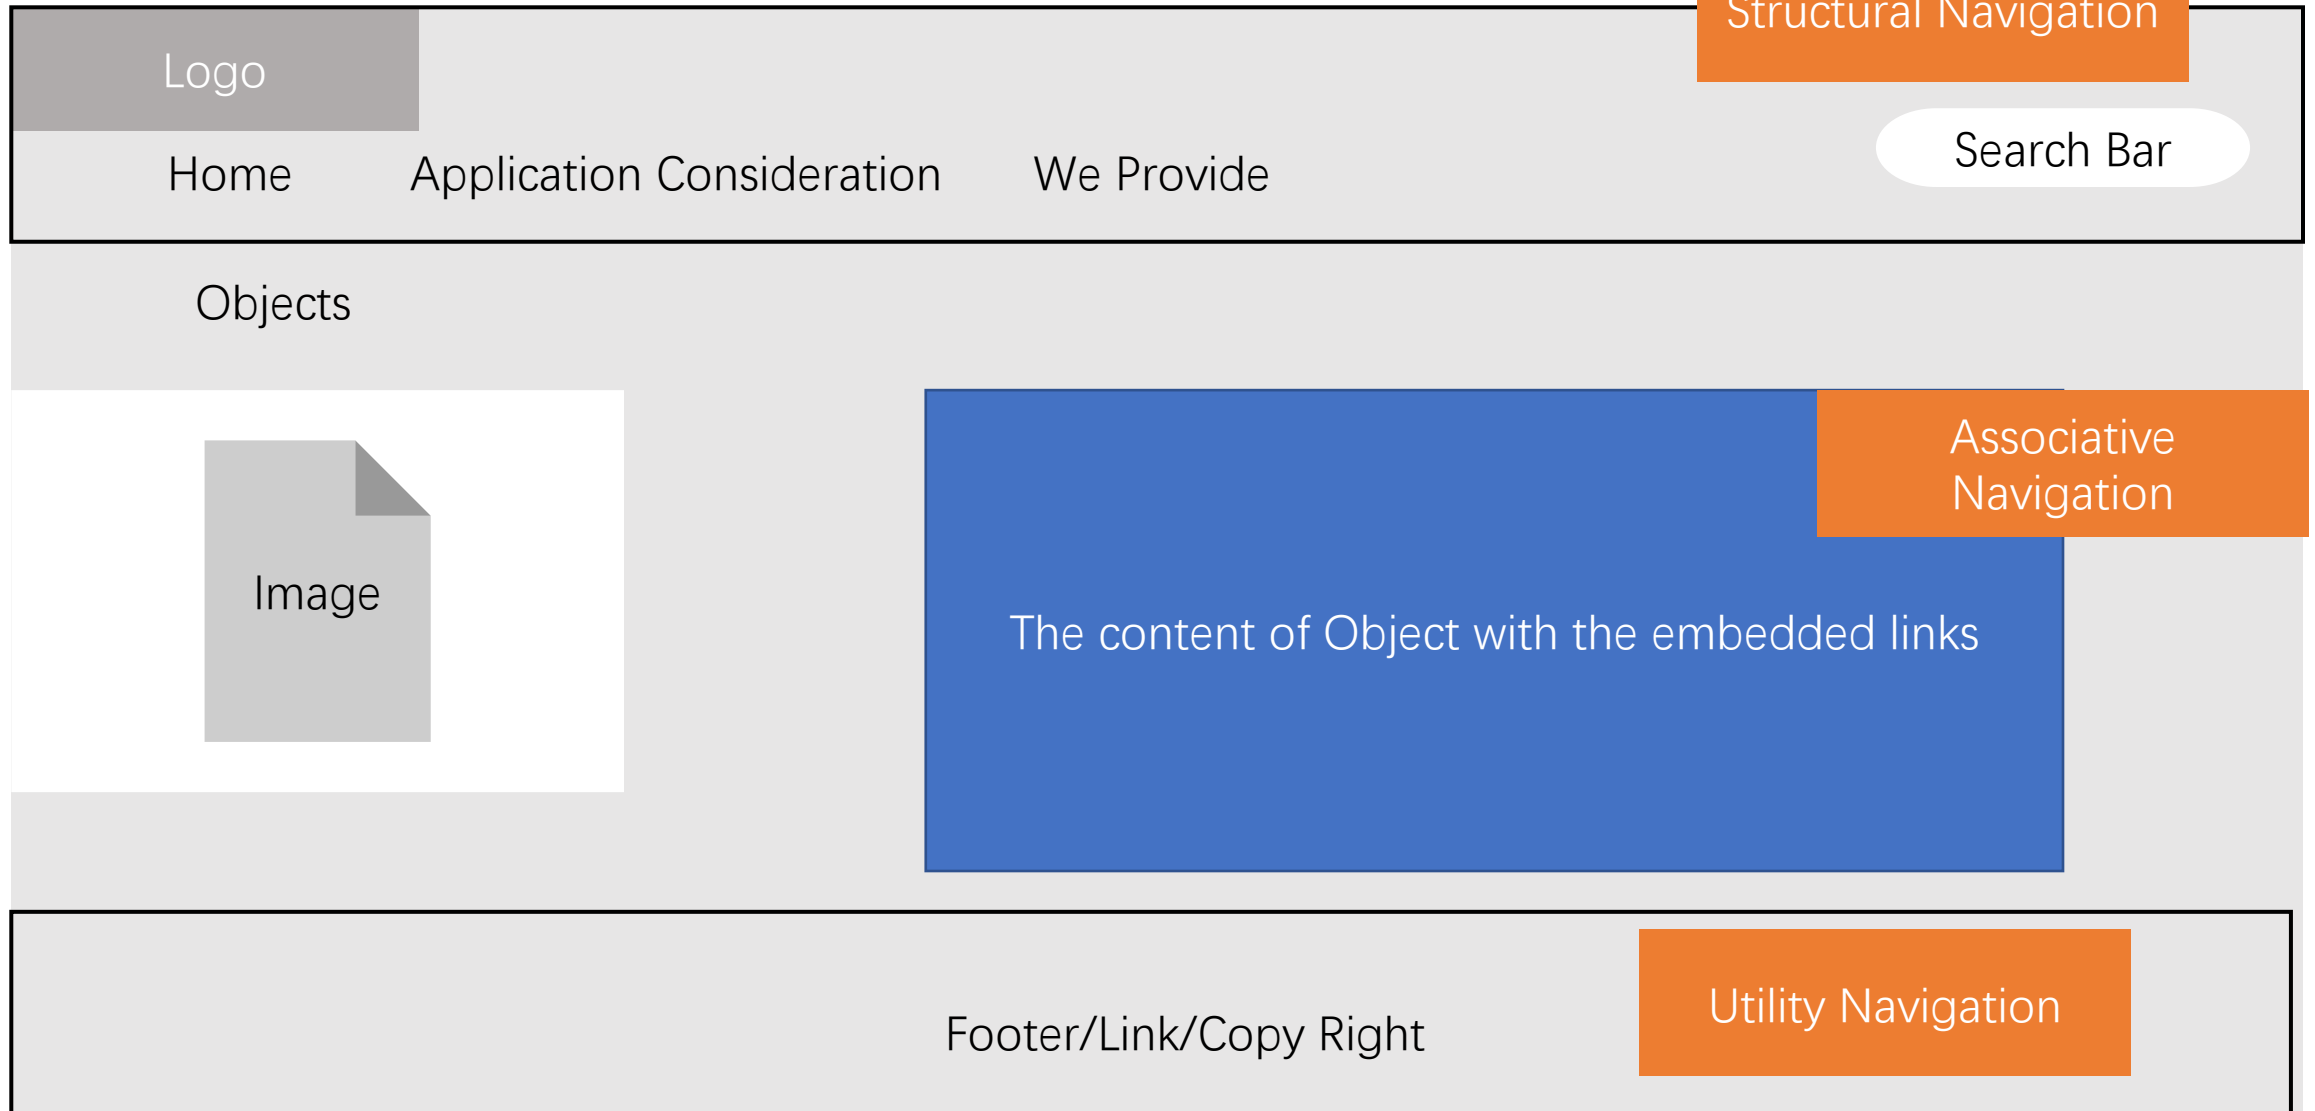 Structural Navigation
Logo
Search Bar
Home Application Consideration We Provide
Objects
Associative
Navigation
Image
The content of Object with the embedded links
Utility Navigation
Footer/Link/Copy Right